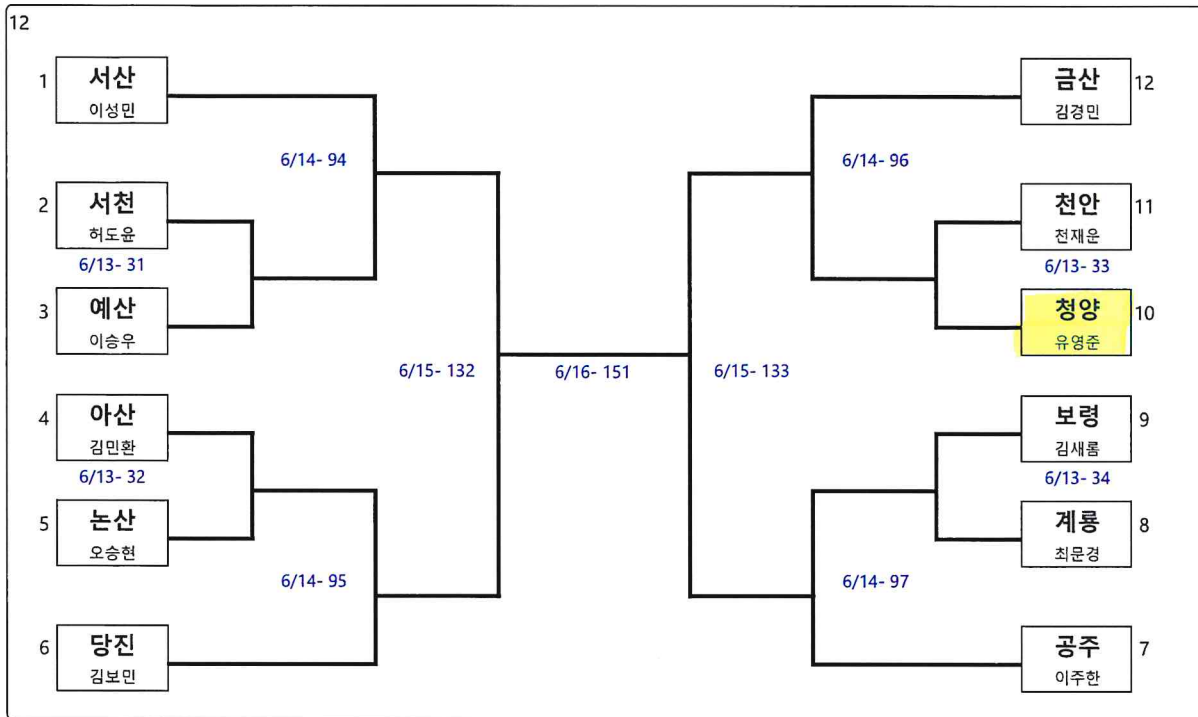 12
1
서산
이성민
2
서천
허도윤
6/13- 31
3
예산
이승우
4
아산
김민환
6/13- 32
5
논산
오승현
6
당진
김보민
6/14- 94
6/14- 95
6/15- 132
6/16- 151
6/15- 133
6/14- 96
6/14- 97
금산
12
김경민
천안
11
천재운
6/13- 33
청양
10
유영준
보령
9
김새롬
6/13- 34
계룡
8
최문경
공주
7
이주한